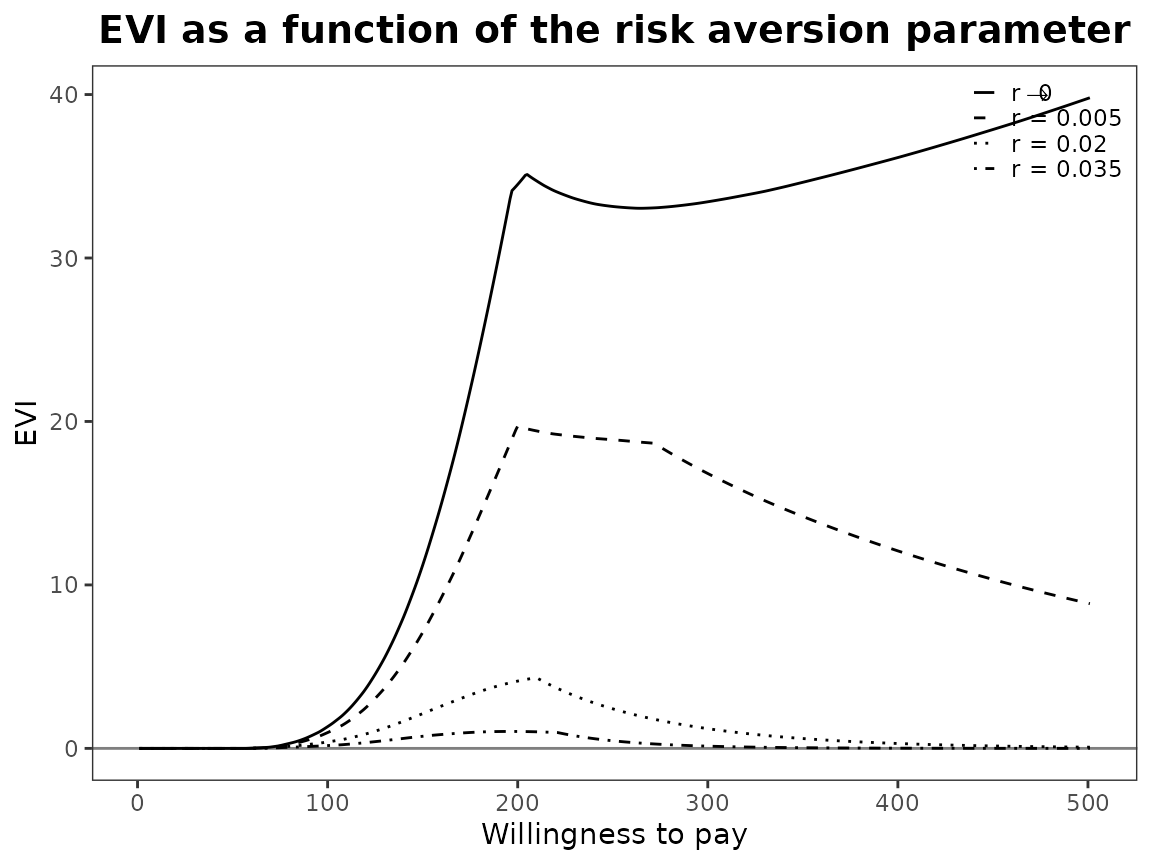 EVI as a function of the risk aversion parameter
40
30
20
10
0
EVI
r → 0
r = 0.005
r = 0.02
r = 0.035
0 100 200 300 400 500
Willingness to pay